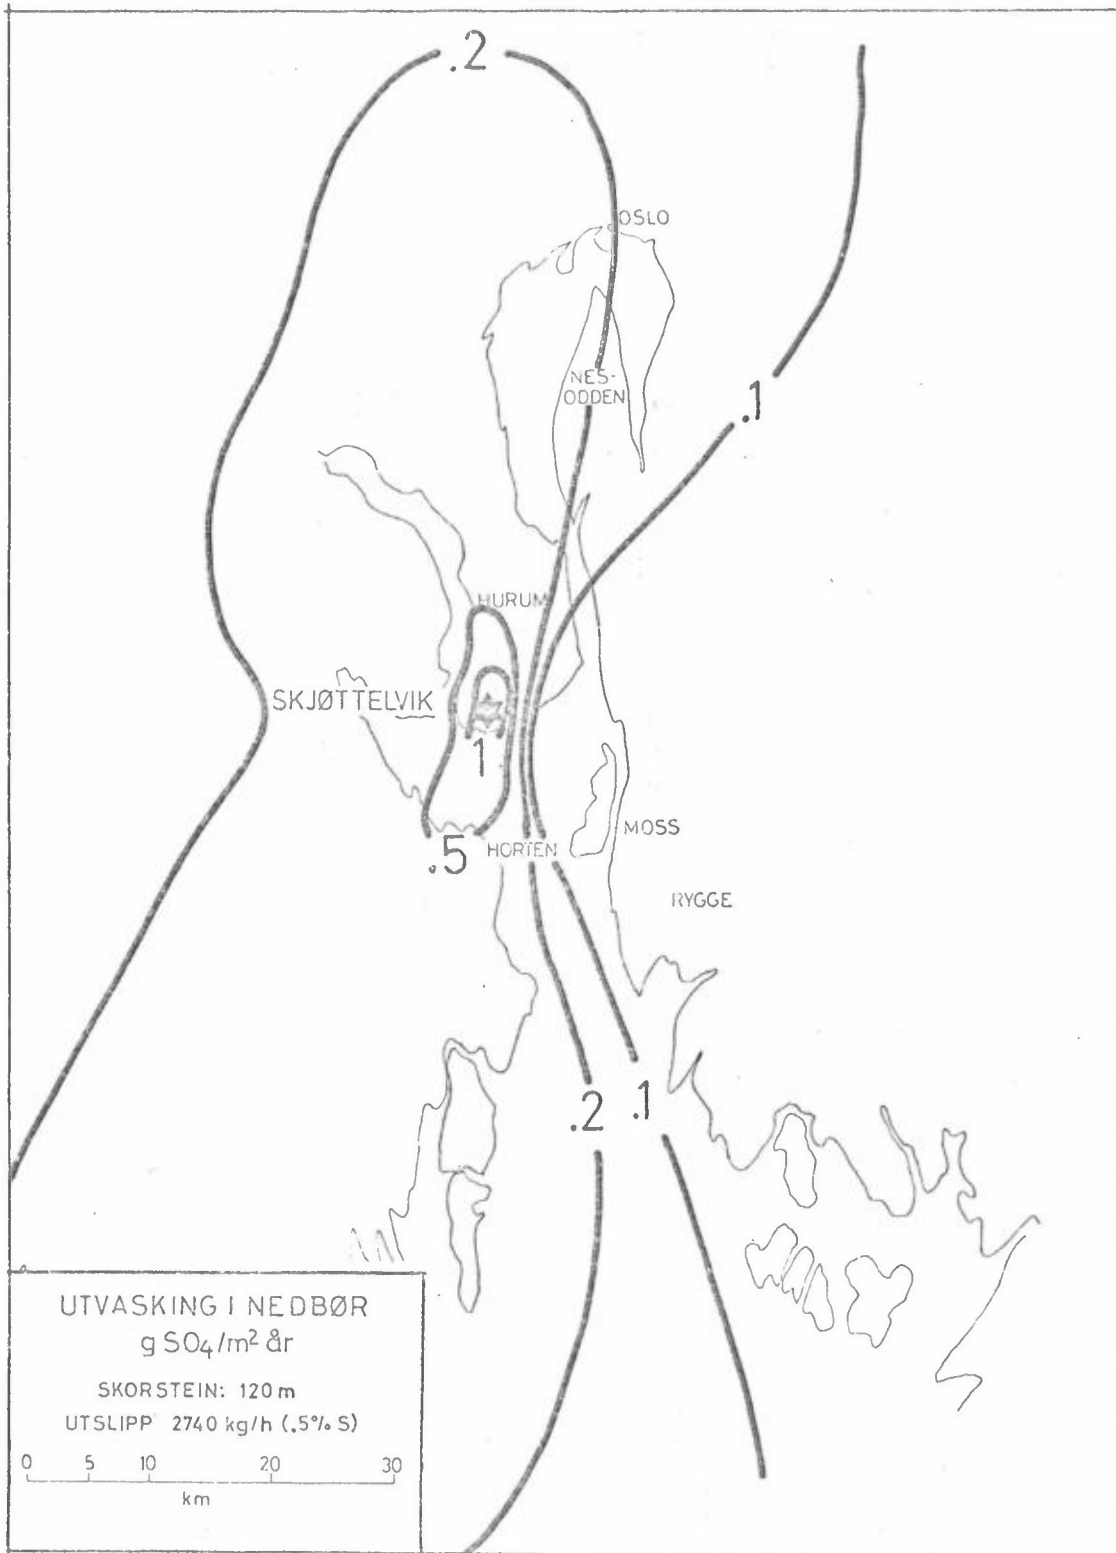 .2
OSLO
NES-
ODDEN
.1
HURUM
SKJØTTELVIK
1
MOSS
.5
HORTEN
RYGGE
.2
.1
UTVASKING I NEDBØR
g SO₄/m² år
SKORSTEIN: 120 m
UTSLIPP 2740 kg/h (.5% S)
0 5 10 20 30
km